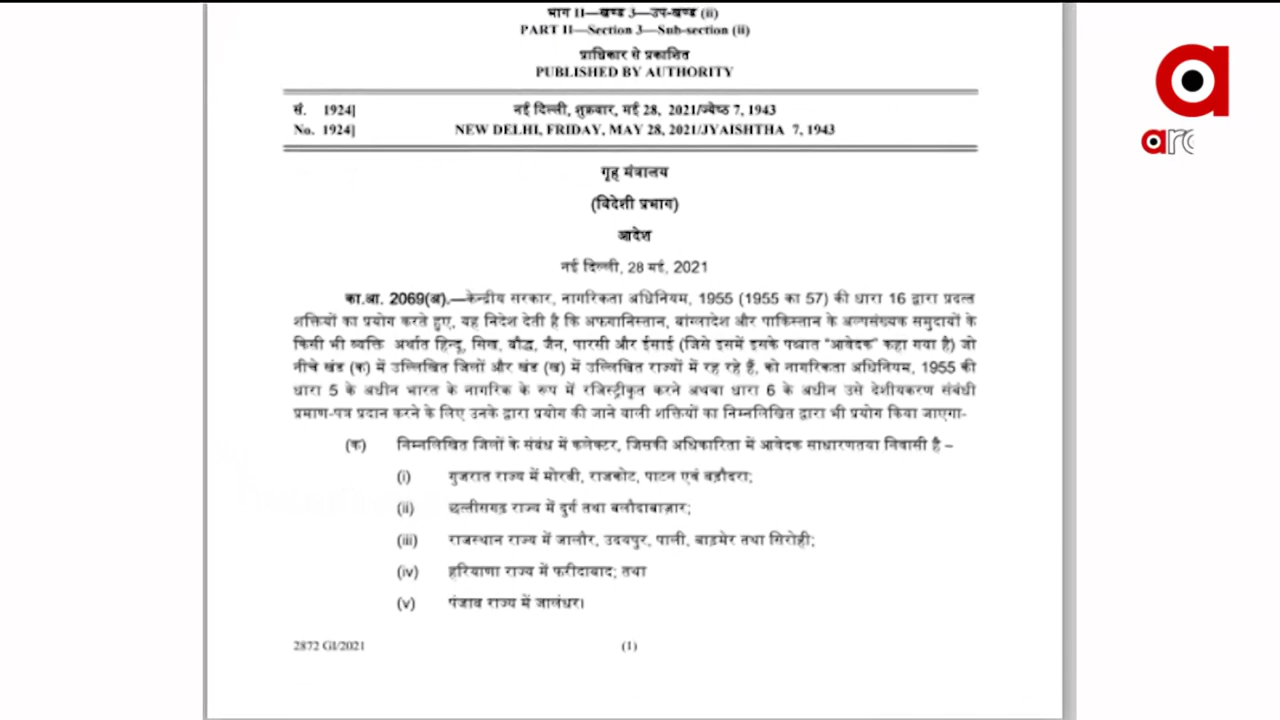 भाग II—खण्ड 3—उप-खण्ड (ii)
PART II—Section 3—Sub-section (ii)
प्राधिकार से प्रकाशित
PUBLISHED BY AUTHORITY
सं. 1924] नई दिल्ली, शुक्रवार, मई 28, 2021/ज्येष्ठ 7, 1943
No. 1924] NEW DELHI, FRIDAY, MAY 28, 2021/JYAISHTHA 7, 1943
गृह मंत्रालय
(विदेशी प्रभाग)
आदेश
नई दिल्ली, 28 मई, 2021
का.आ. 2069(अ).—केन्द्रीय सरकार, नागरिकता अधिनियम, 1955 (1955 का 57) की धारा 16 द्वारा प्रदत्त
शक्तियों का प्रयोग करते हुए, यह निदेश देती है कि अफगानिस्तान, बांग्लादेश और पाकिस्तान के अल्पसंख्यक समुदायों के
किसी भी व्यक्ति अर्थात हिन्दू, सिख, बौद्ध, जैन, पारसी और ईसाई (जिसे इसमें इसके पश्चात "आवेदक" कहा गया है) जो
नीचे खंड (क) में उल्लिखित जिलों और खंड (ख) में उल्लिखित राज्यों में रह रहे हैं, को नागरिकता अधिनियम, 1955 की
धारा 5 के अधीन भारत के नागरिक के रूप में रजिस्ट्रीकृत करने अथवा धारा 6 के अधीन उसे देशीयकरण संबंधी
प्रमाण-पत्र प्रदान करने के लिए उनके द्वारा प्रयोग की जाने वाली शक्तियों का निम्नलिखित द्वारा भी प्रयोग किया जाएगा-
(क) निम्नलिखित जिलों के संबंध में कलेक्टर, जिसकी अधिकारिता में आवेदक साधारणतया निवासी है –
(i) गुजरात राज्य में मोरबी, राजकोट, पाटन एवं वड़ौदरा;
(ii) छत्तीसगढ़ राज्य में दुर्ग तथा बलौदाबाज़ार;
(iii) राजस्थान राज्य में जालौर, उदयपुर, पाली, बाड़मेर तथा सिरोही;
(iv) हरियाणा राज्य में फरीदाबाद; तथा
(v) पंजाब राज्य में जालंधर।
2872 GI/2021 (1)